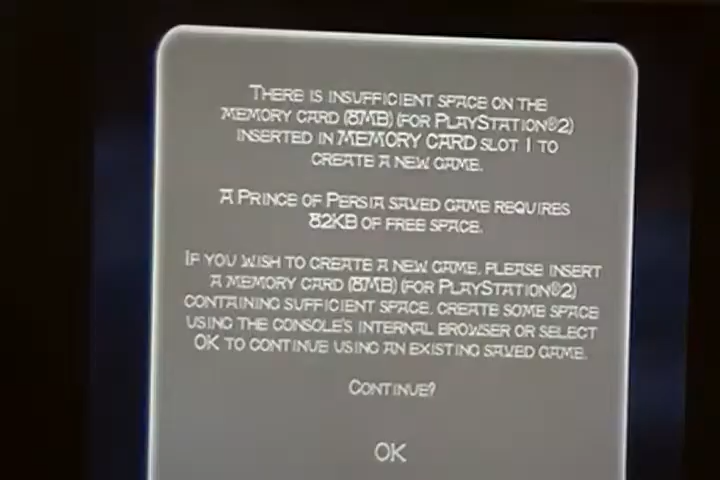 THERE IS INSUFFICIENT SPACE ON THE
MEMORY CARD (8MB) (FOR PLAYSTATION®2)
INSERTED IN MEMORY CARD SLOT 1 TO
CREATE A NEW GAME.
A PRINCE OF PERSIA SAVED GAME REQUIRES
82KB OF FREE SPACE.
IF YOU WISH TO CREATE A NEW GAME, PLEASE INSERT
A MEMORY CARD (8MB) (FOR PLAYSTATION®2)
CONTAINING SUFFICIENT SPACE, CREATE SOME SPACE
USING THE CONSOLE'S INTERNAL BROWSER OR SELECT
OK TO CONTINUE USING AN EXISTING SAVED GAME.
CONTINUE?
OK